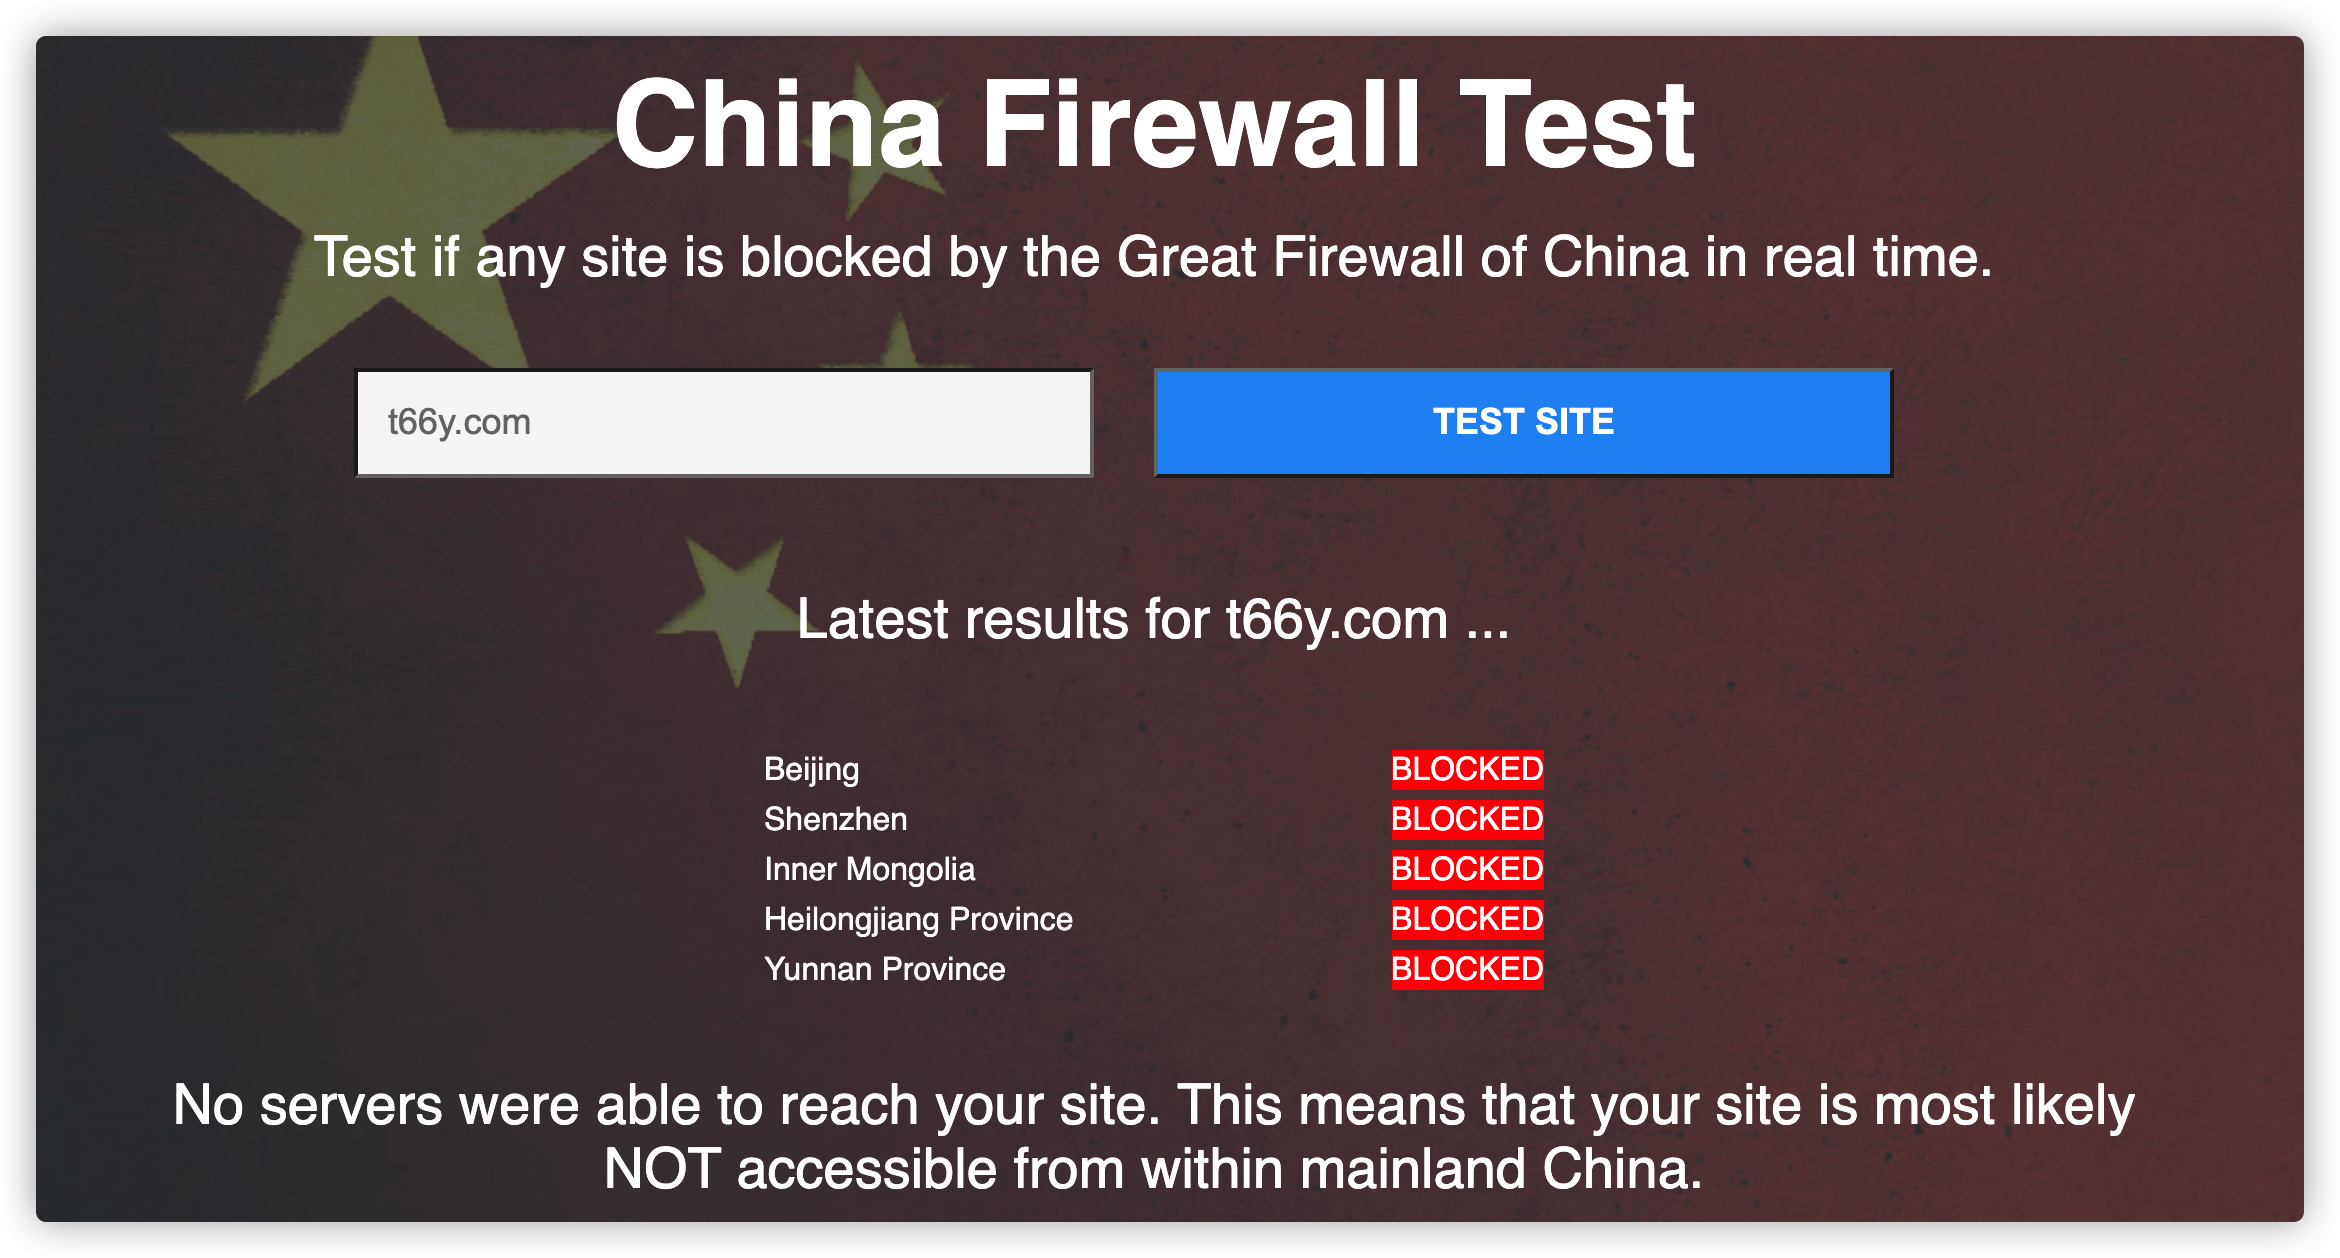 China Firewall Test
Test if any site is blocked by the Great Firewall of China in real time.
t66y.com
TEST SITE
Latest results for t66y.com ...
Beijing BLOCKED
Shenzhen BLOCKED
Inner Mongolia BLOCKED
Heilongjiang Province BLOCKED
Yunnan Province BLOCKED
No servers were able to reach your site. This means that your site is most likely
NOT accessible from within mainland China.